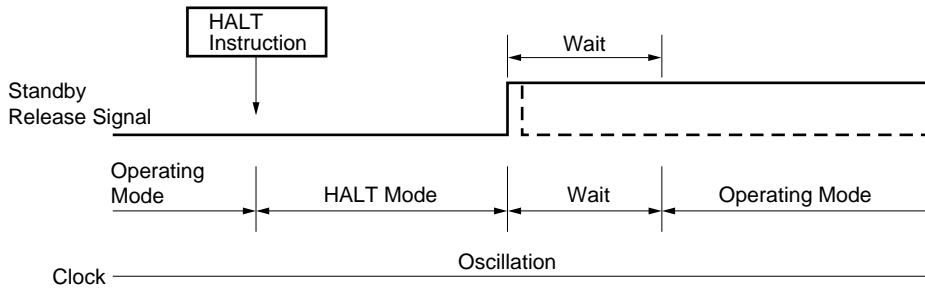 HALT
Instruction
Wait
Standby
Release Signal
Operating
Mode
HALT Mode
Wait
Operating Mode
Oscillation
Clock